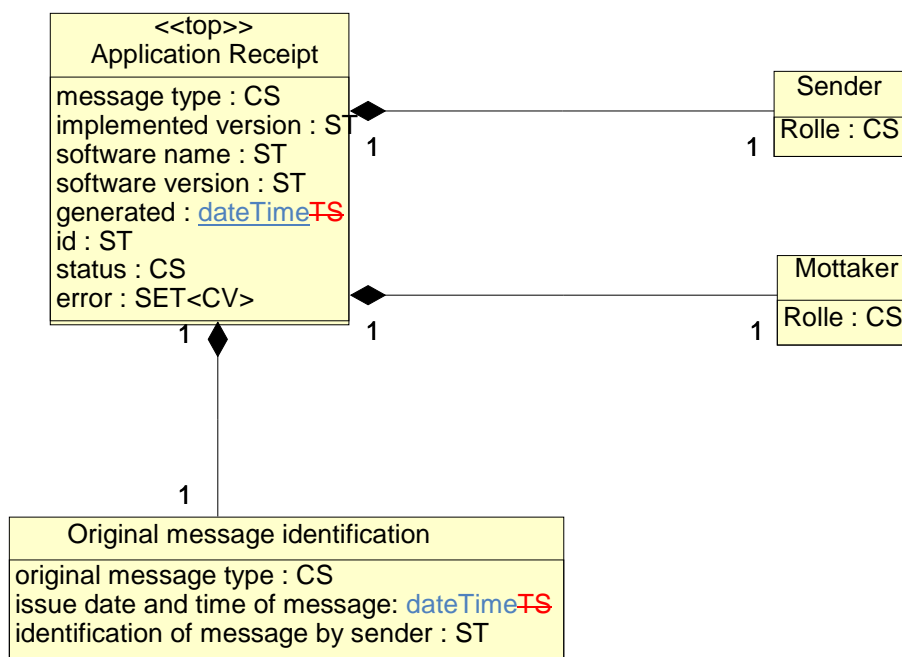 <<top>>
Application Receipt
message type : CS
implemented version : ST
software name : ST
software version : ST
generated : dateTimeTS
id : ST
status : CS
error : SET<CV>
1
1
Sender
Rolle : CS
1
1
Mottaker
Rolle : CS
1
1
Original message identification
original message type : CS
issue date and time of message: dateTimeTS
identification of message by sender : ST